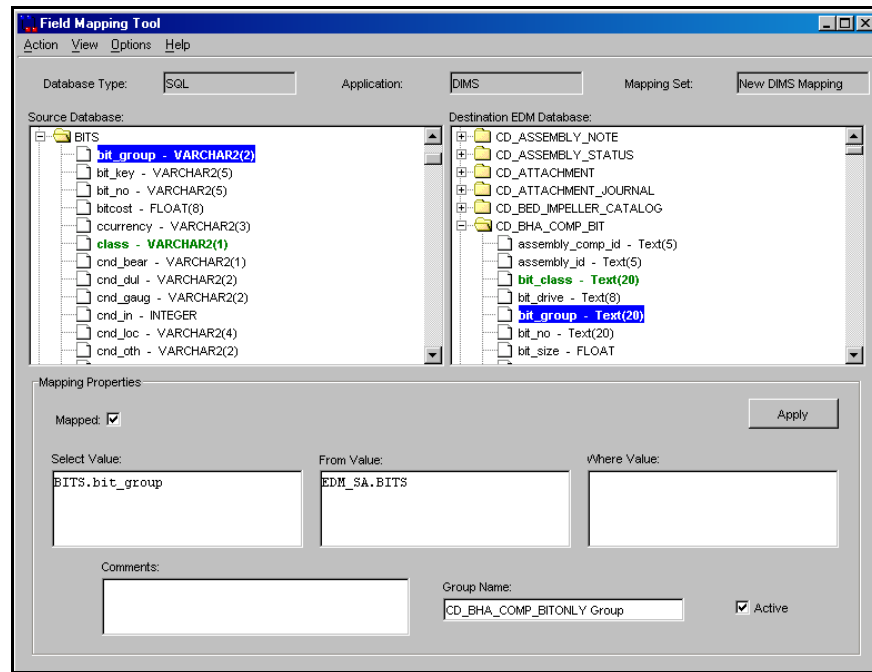 Field Mapping Tool
Action View Options Help
Database Type: SQL Application: DIMS Mapping Set: New DIMS Mapping
Source Database:
BITS
bit_group - VARCHAR2(2)
bit_key - VARCHAR2(5)
bit_no - VARCHAR2(5)
bitcost - FLOAT(8)
ccurrency - VARCHAR2(3)
class - VARCHAR2(1)
cnd_bear - VARCHAR2(1)
cnd_dul - VARCHAR2(2)
cnd_gaug - VARCHAR2(2)
cnd_in - INTEGER
cnd_loc - VARCHAR2(4)
cnd_oth - VARCHAR2(2)
Destination EDM Database:
CD_ASSEMBLY_NOTE
CD_ASSEMBLY_STATUS
CD_ATTACHMENT
CD_ATTACHMENT_JOURNAL
CD_BED_IMPELLER_CATALOG
CD_BHA_COMP_BIT
assembly_comp_id - Text(5)
assembly_id - Text(5)
bit_class - Text(20)
bit_drive - Text(8)
bit_group - Text(20)
bit_no - Text(20)
bit_size - FLOAT
Mapping Properties
Mapped:
Apply
Select Value: From Value: Where Value:
BITS.bit_group EDM_SA.BITS
Comments:
Group Name:
CD_BHA_COMP_BITONLY Group
Active